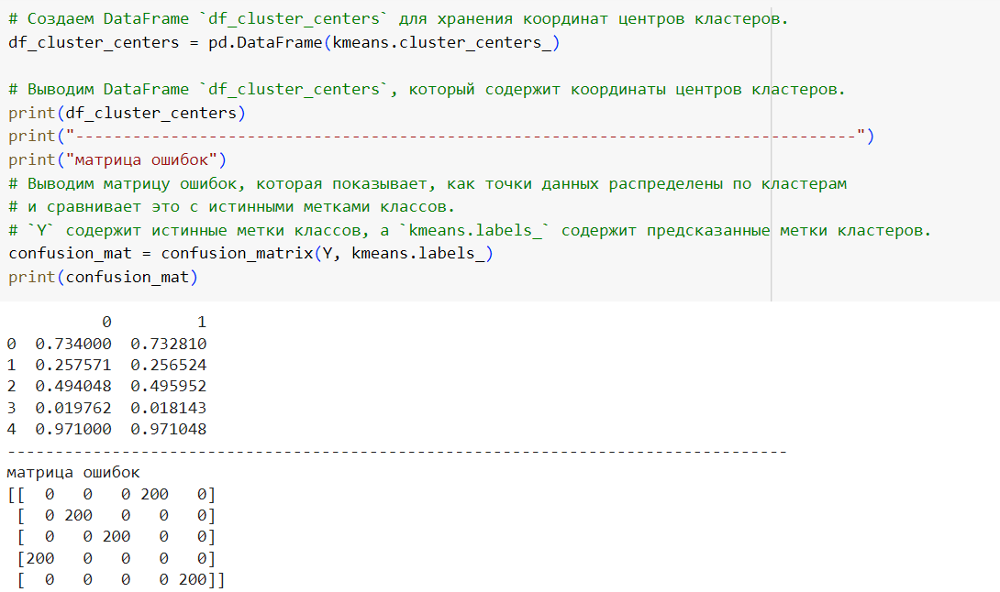 # Создаем DataFrame `df_cluster_centers` для хранения координат центров кластеров.
df_cluster_centers = pd.DataFrame(kmeans.cluster_centers_)
# Выводим DataFrame `df_cluster_centers`, который содержит координаты центров кластеров.
print(df_cluster_centers)
print("----------------------------------------------------------------------------------")
print("матрица ошибок")
# Выводим матрицу ошибок, которая показывает, как точки данных распределены по кластерам
# и сравнивает это с истинными метками классов.
# `Y` содержит истинные метки классов, а `kmeans.labels_` содержит предсказанные метки кластеров.
confusion_mat = confusion_matrix(Y, kmeans.labels_)
print(confusion_mat)
          0         1
0  0.734000  0.732810
1  0.257571  0.256524
2  0.494048  0.495952
3  0.019762  0.018143
4  0.971000  0.971048
----------------------------------------------------------------------------------
матрица ошибок
[[  0   0   0 200   0]
 [  0 200   0   0   0]
 [  0   0 200   0   0]
 [200   0   0   0   0]
 [  0   0   0   0 200]]